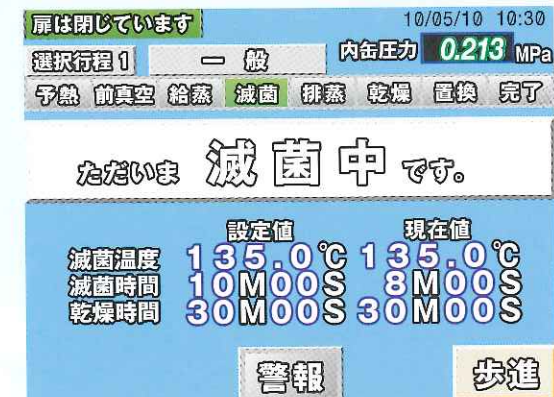 扉は閉じています 10/05/10 10:30
選択行程 1 一般 内缶圧力 0.213 MPa
予熱 前真空 給蒸 滅菌 排蒸 乾燥 置換 完了
ただいま 滅菌中 です。
設定値 現在値
滅菌温度 135.0℃ 135.0℃
滅菌時間 10M00S 8M00S
乾燥時間 30M00S 30M00S
警報 歩進